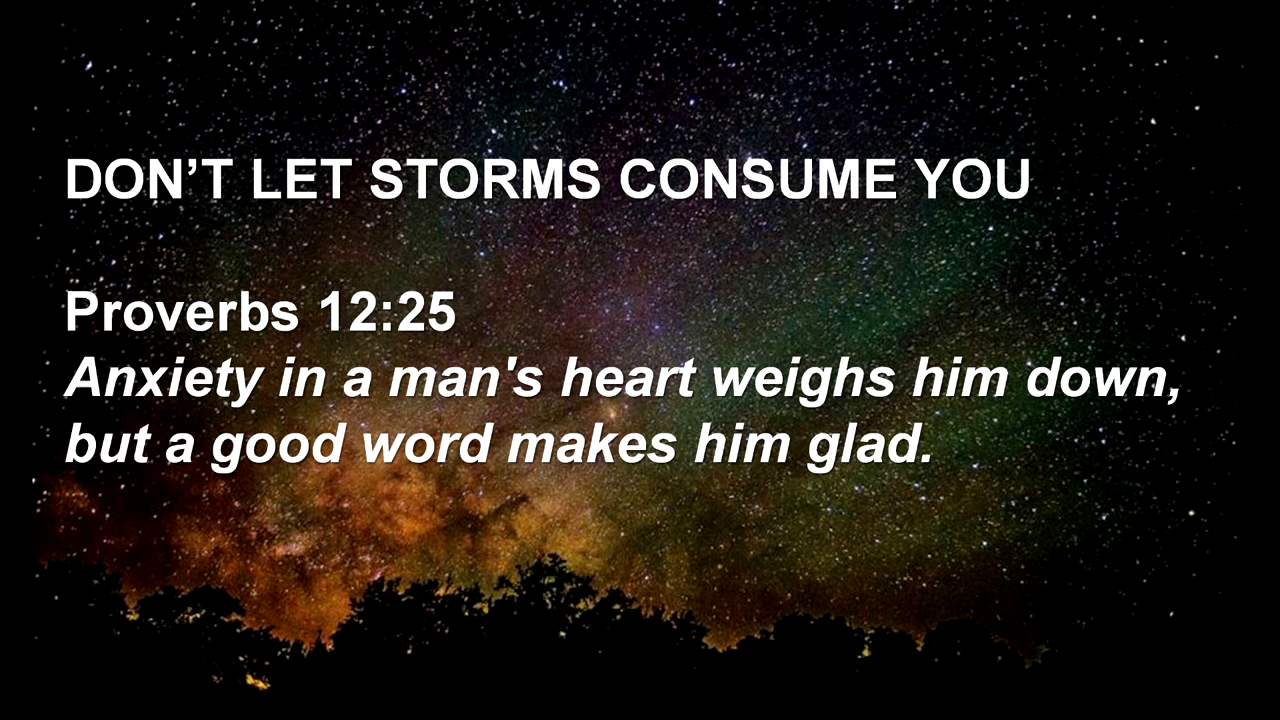 DON’T LET STORMS CONSUME YOU
Proverbs 12:25
Anxiety in a man's heart weighs him down,
but a good word makes him glad.